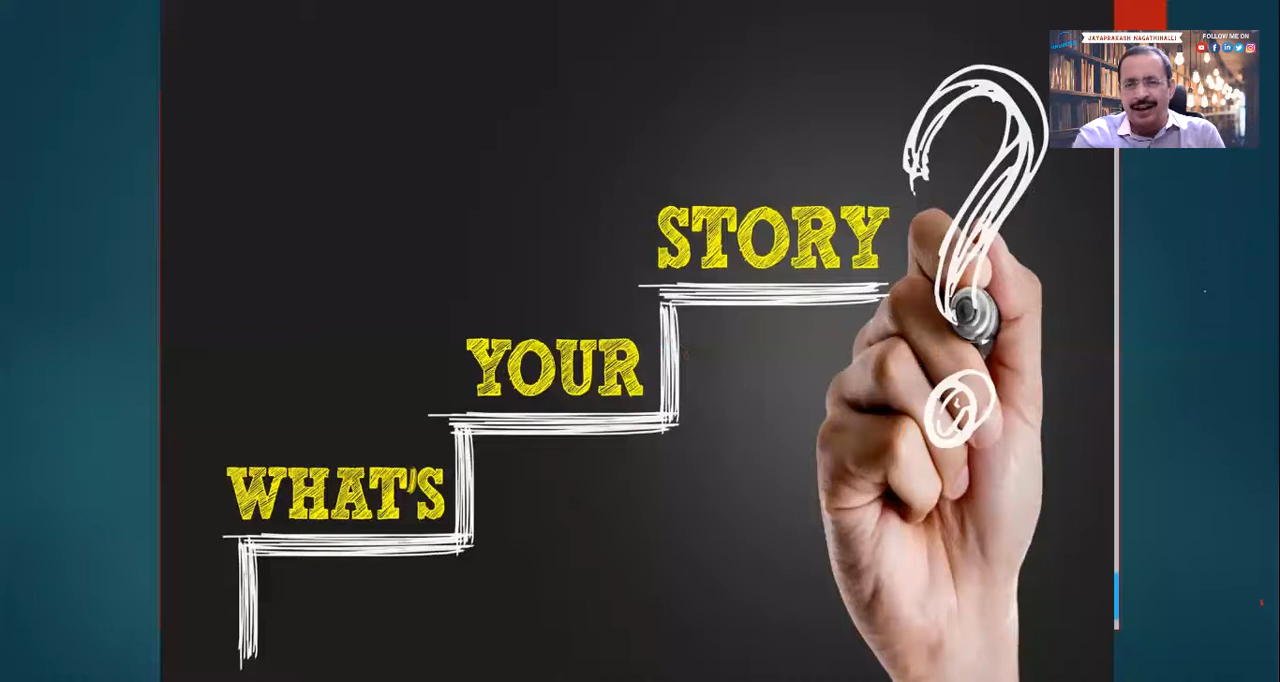 WHAT'S
YOUR
STORY
?
JAYAPRAKASH NAGATHIHALLI
FOLLOW ME ON